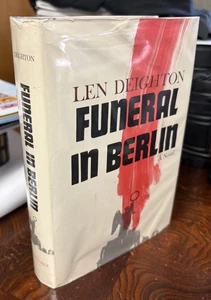 LEN DEIGHTON
FUNERAL
IN BERLIN
A Novel
DEIGHTON
FUNERAL IN BERLIN